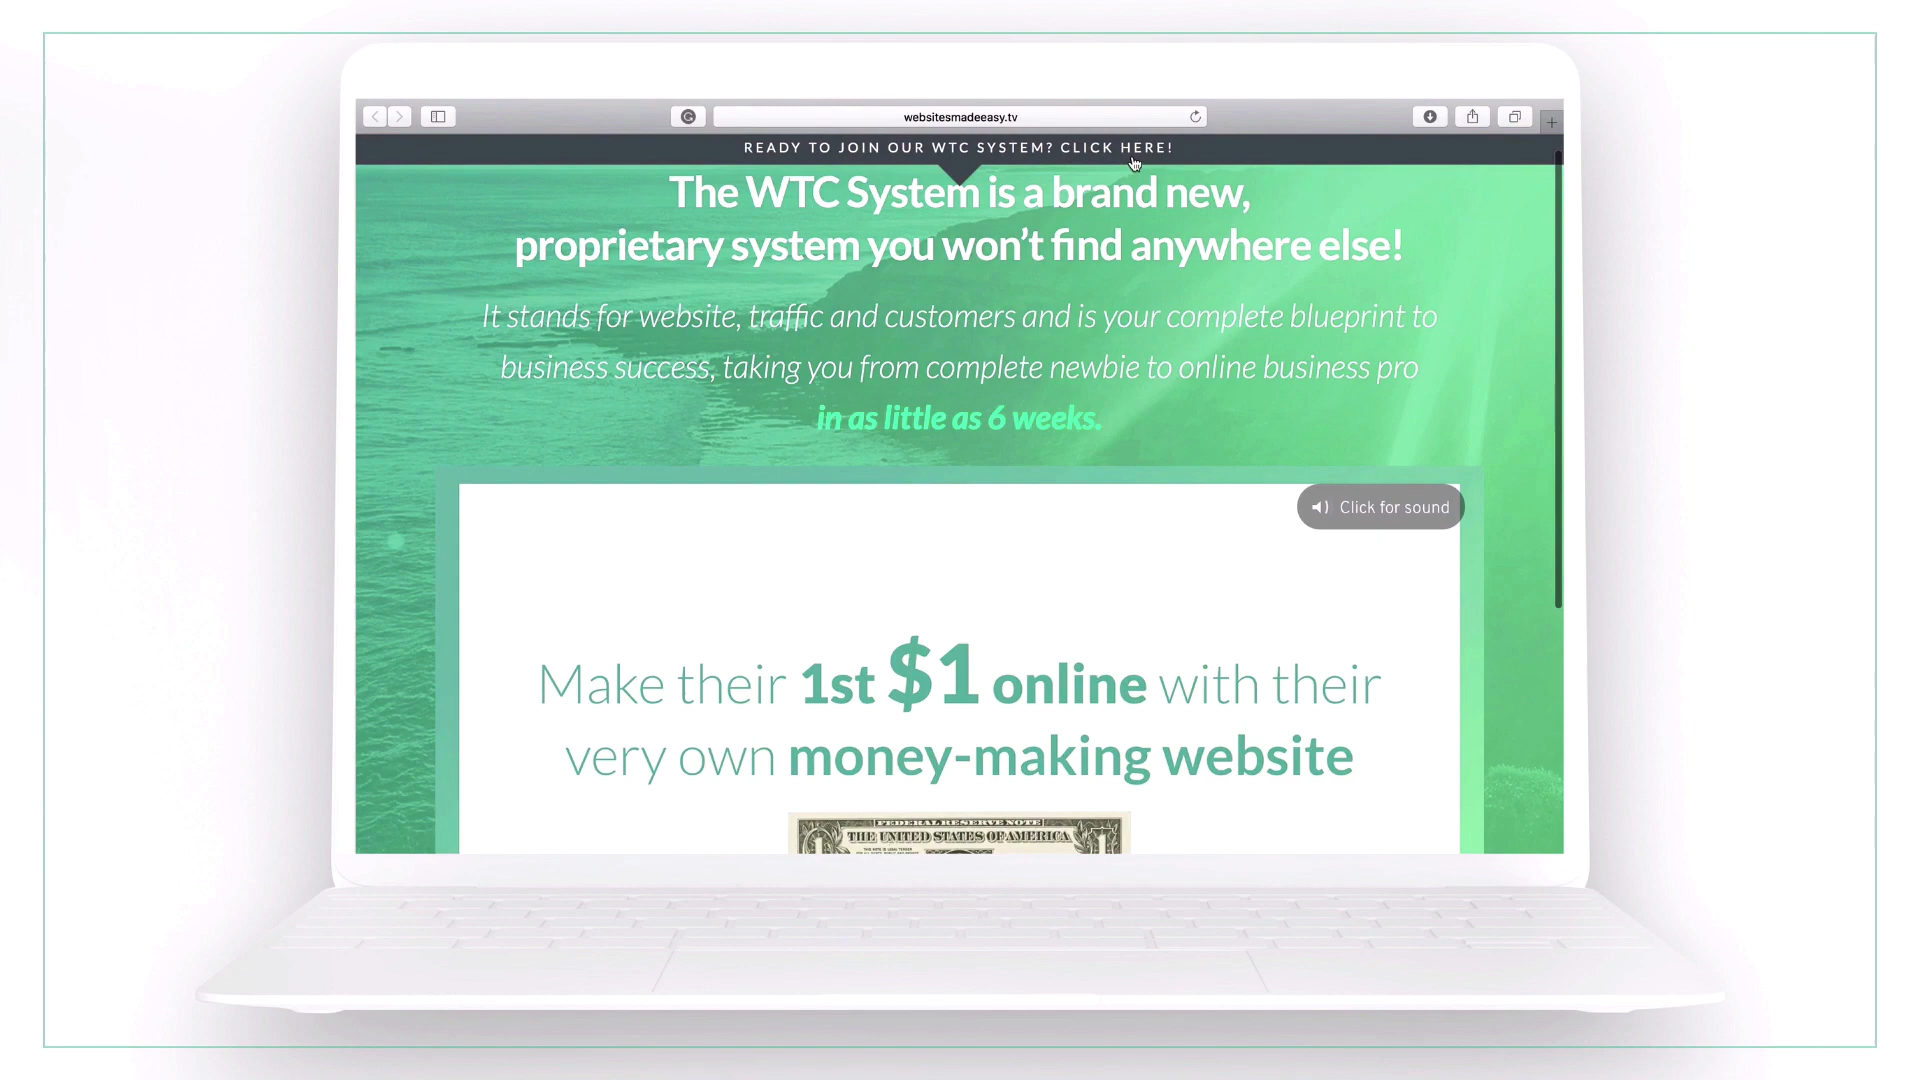 websitesmadeeasy.tv
READY TO JOIN OUR WTC SYSTEM? CLICK HERE!
The WTC System is a brand new,
proprietary system you won't find anywhere else!
It stands for website, traffic and customers and is your complete blueprint to
business success, taking you from complete newbie to online business pro
in as little as 6 weeks.
Click for sound
Make their 1st $1 online with their
very own money-making website
FEDERAL RESERVE NOTE
THE UNITED STATES OF AMERICA